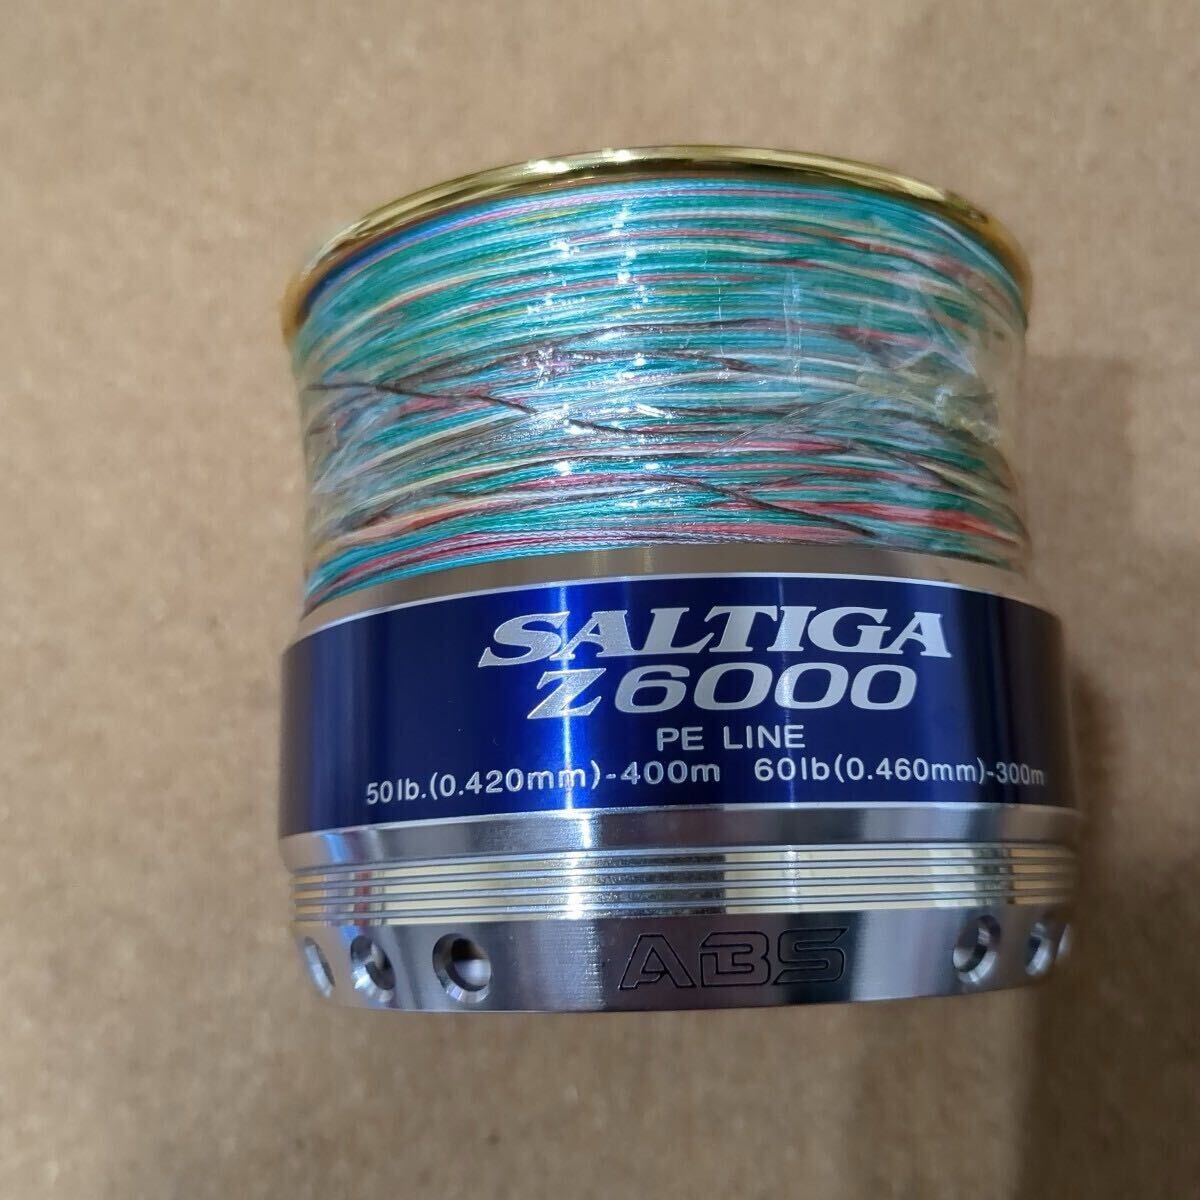 SALTIGA
Z6000
PE LINE
50lb.(0.420mm)-400m 60lb(0.460mm)-300m
ABS